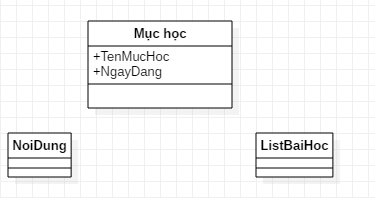 Mục học
+TenMucHoc
+NgayDang
NoiDung
ListBaiHoc